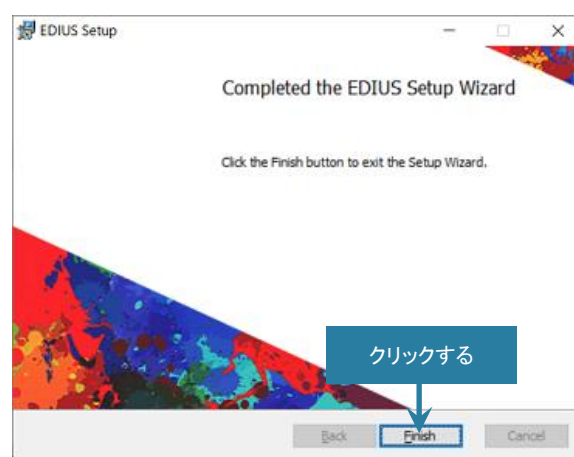 EDIUS Setup
Completed the EDIUS Setup Wizard
Click the Finish button to exit the Setup Wizard.
クリックする
Back Finish Cancel